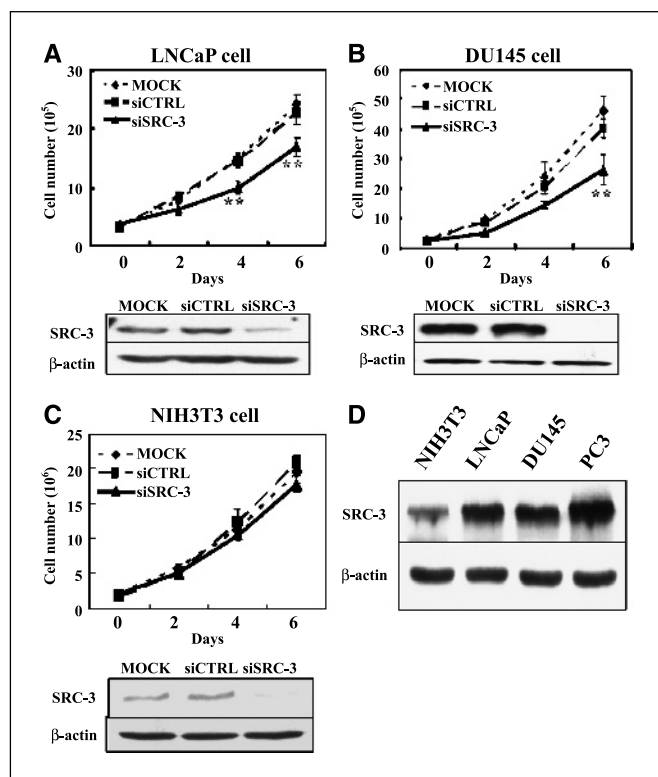 A
LNCaP cell
Cell number (10⁵)
30
20
10
0
MOCK
siCTRL
siSRC-3
**
**
0 2 4 6
Days
MOCK siCTRL siSRC-3
SRC-3
β-actin
B
DU145 cell
Cell number (10⁵)
60
50
40
30
20
10
0
MOCK
siCTRL
siSRC-3
**
0 2 4 6
Days
MOCK siCTRL siSRC-3
SRC-3
β-actin
C
NIH3T3 cell
Cell number (10⁶)
25
20
15
10
5
0
MOCK
siCTRL
siSRC-3
0 2 4 6
Days
MOCK siCTRL siSRC-3
SRC-3
β-actin
D
NIH3T3 LNCaP DU145 PC3
SRC-3
β-actin